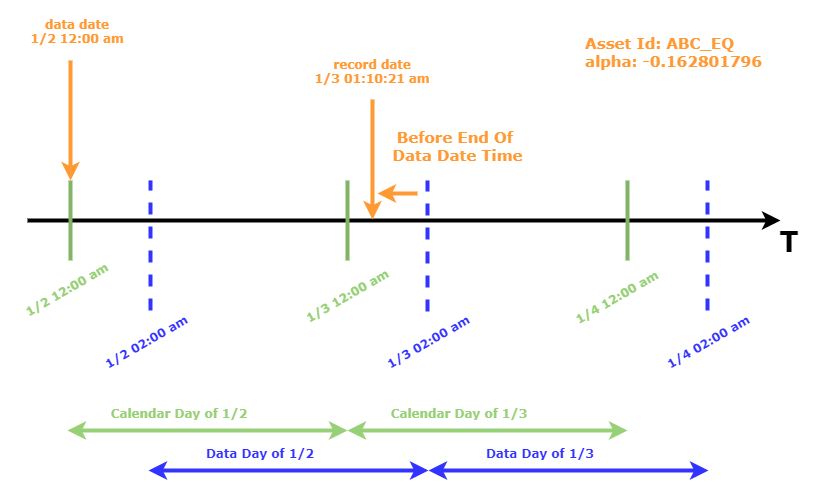 data date
1/2 12:00 am
record date
1/3 01:10:21 am
Asset Id: ABC_EQ
alpha: -0.162801796
Before End Of
Data Date Time
T
1/2 12:00 am
1/2 02:00 am
1/3 12:00 am
1/3 02:00 am
1/4 12:00 am
1/4 02:00 am
Calendar Day of 1/2
Calendar Day of 1/3
Data Day of 1/2
Data Day of 1/3